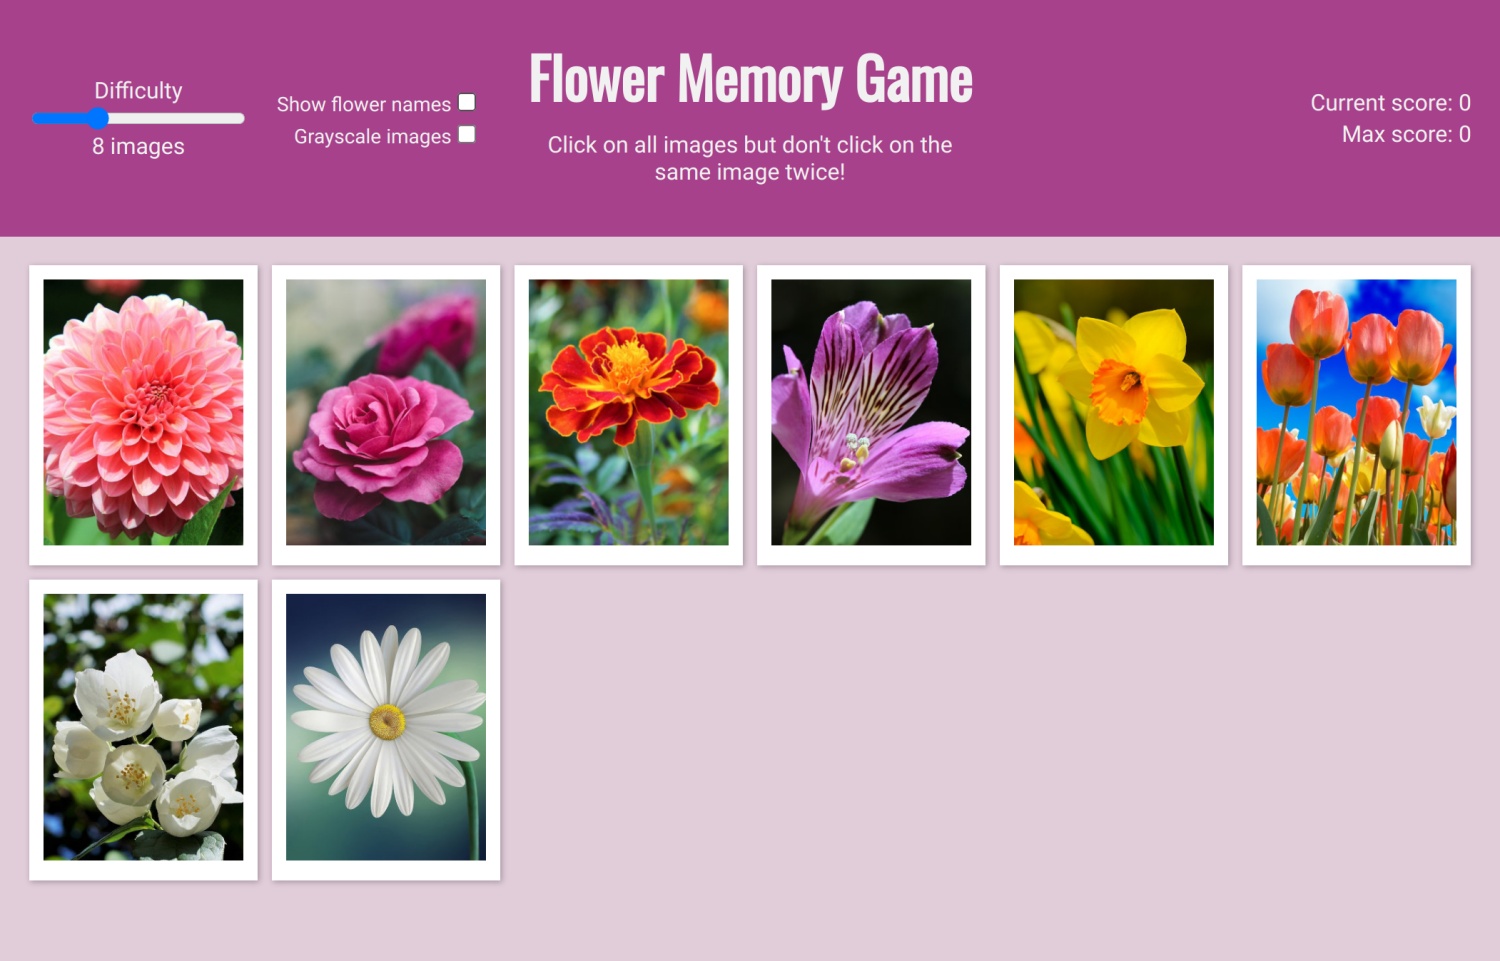 Difficulty
8 images
Show flower names
Grayscale images
Flower Memory Game
Click on all images but don't click on the
same image twice!
Current score: 0
Max score: 0